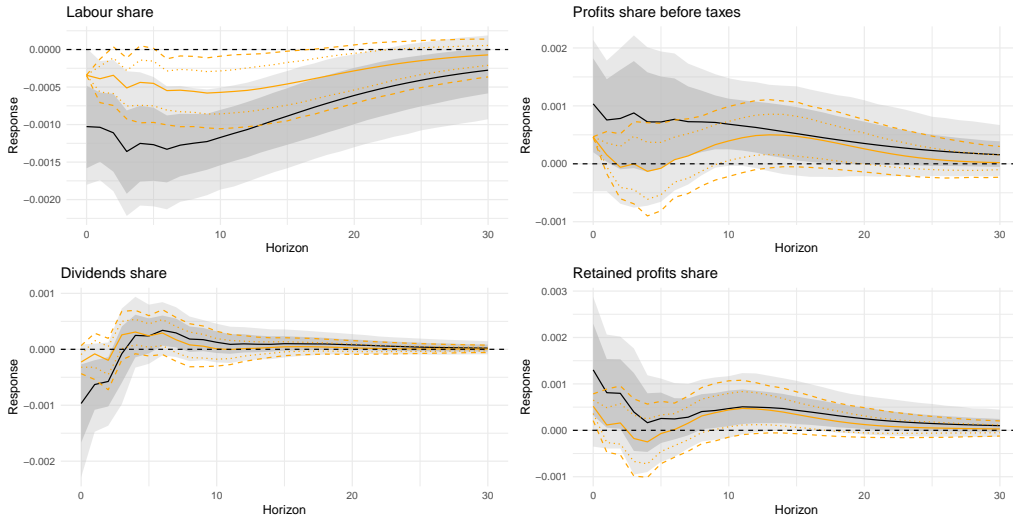 Labour share
0.0000
−0.0005
−0.0010
−0.0015
−0.0020
Response
0
10
20
30
Horizon
Profits share before taxes
0.002
0.001
0.000
−0.001
Response
0
10
20
30
Horizon
Dividends share
0.001
0.000
−0.001
−0.002
Response
0
10
20
30
Horizon
Retained profits share
0.003
0.002
0.001
0.000
−0.001
Response
0
10
20
30
Horizon